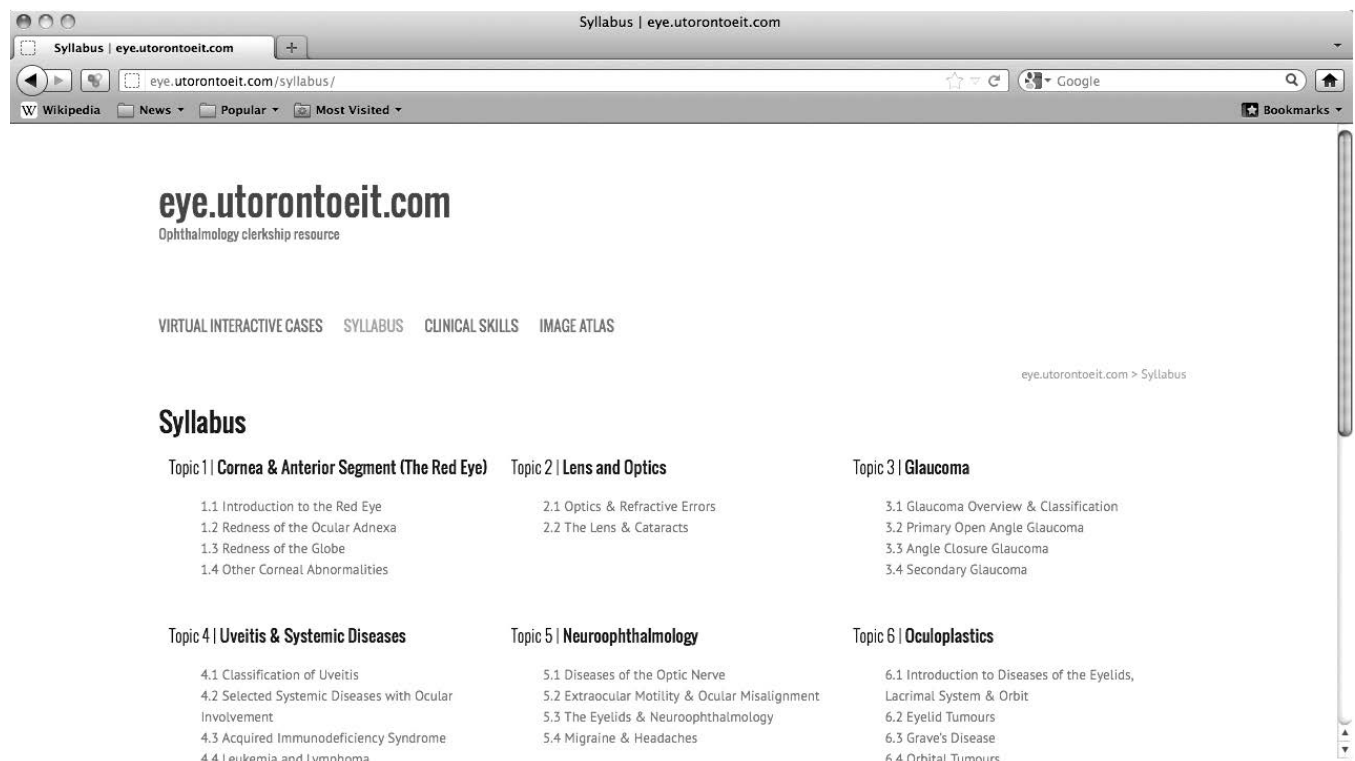 Syllabus | eye.utorontoeit.com
Syllabus | eye.utorontoeit.com
eye.utorontoeit.com/syllabus/
Google
Wikipedia News Popular Most Visited Bookmarks
eye.utorontoeit.com
Ophthalmology clerkship resource
VIRTUAL INTERACTIVE CASES SYLLABUS CLINICAL SKILLS IMAGE ATLAS
eye.utorontoeit.com > Syllabus
Syllabus
Topic 1 | Cornea & Anterior Segment (The Red Eye)
1.1 Introduction to the Red Eye
1.2 Redness of the Ocular Adnexa
1.3 Redness of the Globe
1.4 Other Corneal Abnormalities
Topic 2 | Lens and Optics
2.1 Optics & Refractive Errors
2.2 The Lens & Cataracts
Topic 3 | Glaucoma
3.1 Glaucoma Overview & Classification
3.2 Primary Open Angle Glaucoma
3.3 Angle Closure Glaucoma
3.4 Secondary Glaucoma
Topic 4 | Uveitis & Systemic Diseases
4.1 Classification of Uveitis
4.2 Selected Systemic Diseases with Ocular
Involvement
4.3 Acquired Immunodeficiency Syndrome
4.4 Leukemia and Lymphoma
Topic 5 | Neuroophthalmology
5.1 Diseases of the Optic Nerve
5.2 Extraocular Motility & Ocular Misalignment
5.3 The Eyelids & Neuroophthalmology
5.4 Migraine & Headaches
Topic 6 | Oculoplastics
6.1 Introduction to Diseases of the Eyelids,
Lacrimal System & Orbit
6.2 Eyelid Tumours
6.3 Grave's Disease
6.4 Orbital Tumours